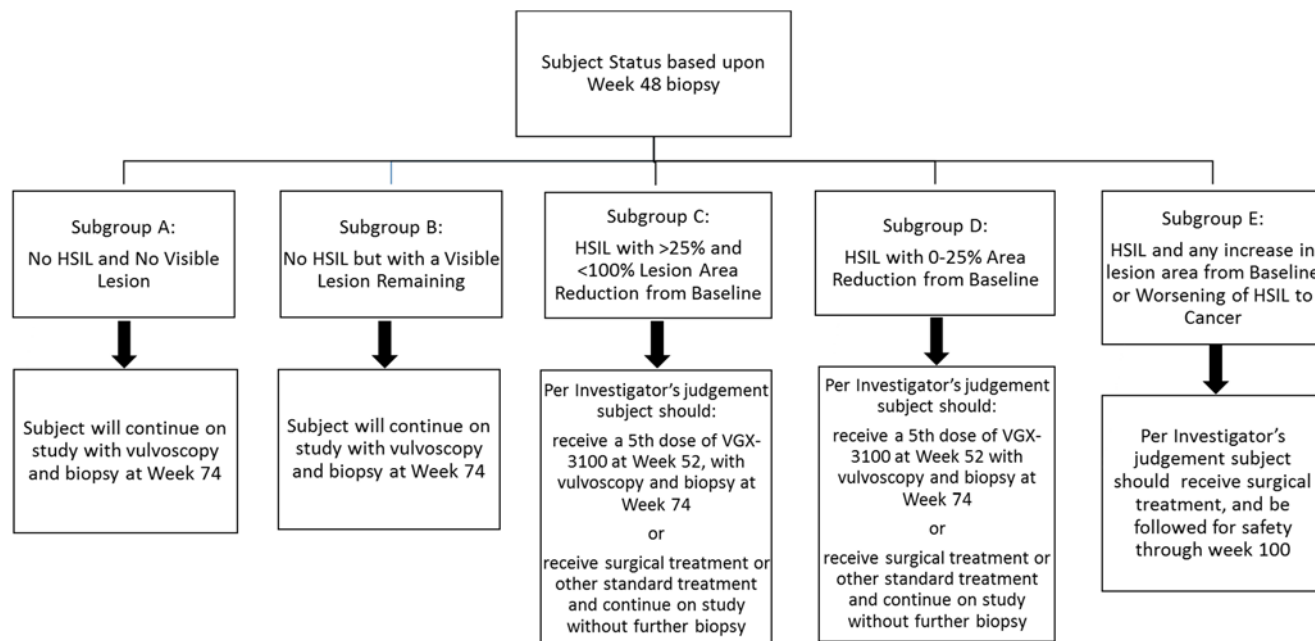 Subject Status based upon
Week 48 biopsy
Subgroup A:
No HSIL and No Visible
Lesion
Subgroup B:
No HSIL but with a Visible
Lesion Remaining
Subgroup C:
HSIL with >25% and
<100% Lesion Area
Reduction from Baseline
Subgroup D:
HSIL with 0-25% Area
Reduction from Baseline
Subgroup E:
HSIL and any increase in
lesion area from Baseline
or Worsening of HSIL to
Cancer
Subject will continue on
study with vulvoscopy
and biopsy at Week 74
Subject will continue on
study with vulvoscopy
and biopsy at Week 74
Per Investigator’s judgement
subject should:
receive a 5th dose of VGX-
3100 at Week 52, with
vulvoscopy and biopsy at
Week 74
or
receive surgical treatment or
other standard treatment
and continue on study
without further biopsy
Per Investigator’s judgement
subject should:
receive a 5th dose of VGX-
3100 at Week 52 with
vulvoscopy and biopsy at
Week 74
or
receive surgical treatment or
other standard treatment
and continue on study
without further biopsy
Per Investigator’s
judgement subject
should receive surgical
treatment, and be
followed for safety
through week 100